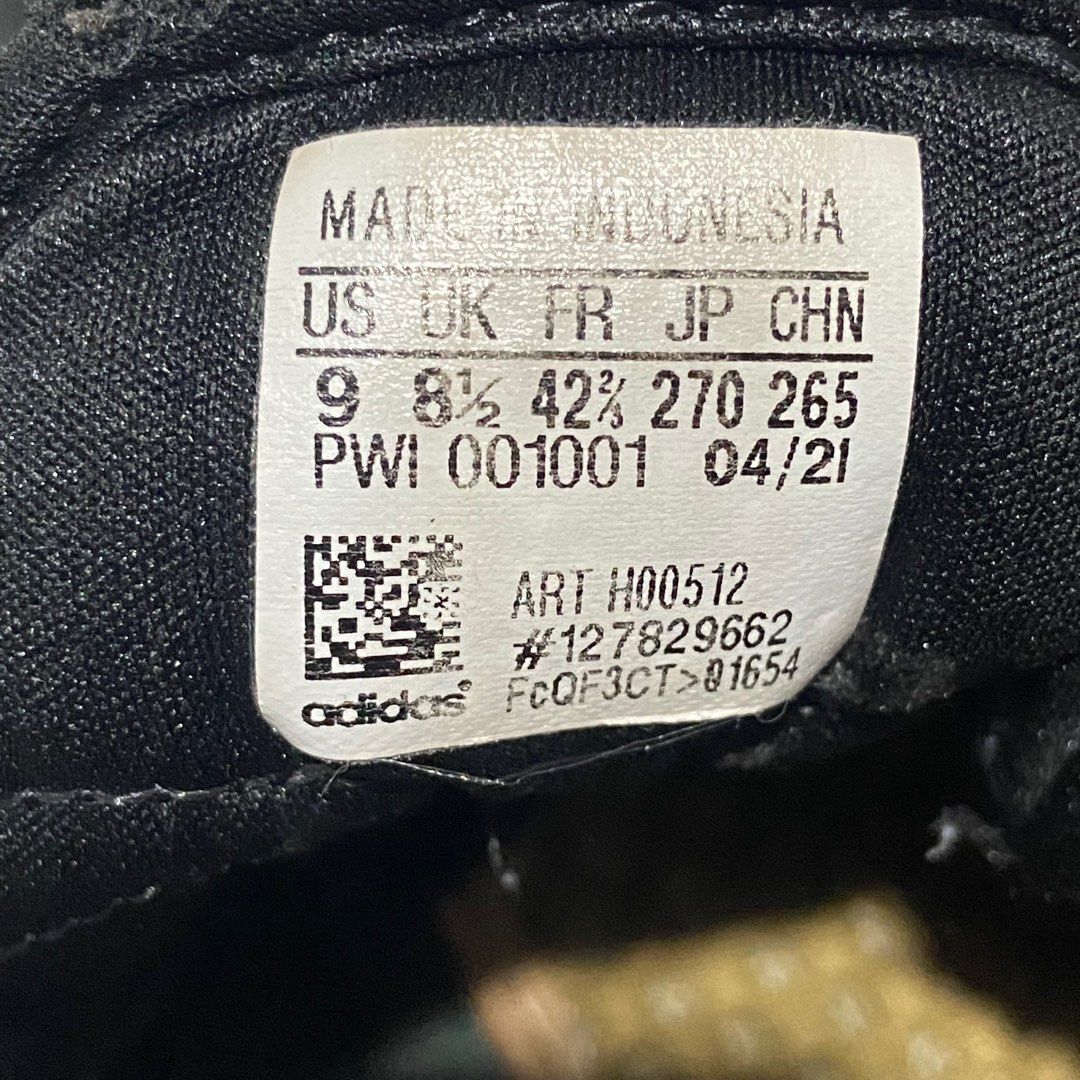 MADE IN INDONESIA
US UK FR JP CHN
9 8½ 42⅔ 270 265
PWI 001001 04/21
ART H00512
#127829662
FcQF3CT>01654
adidas®